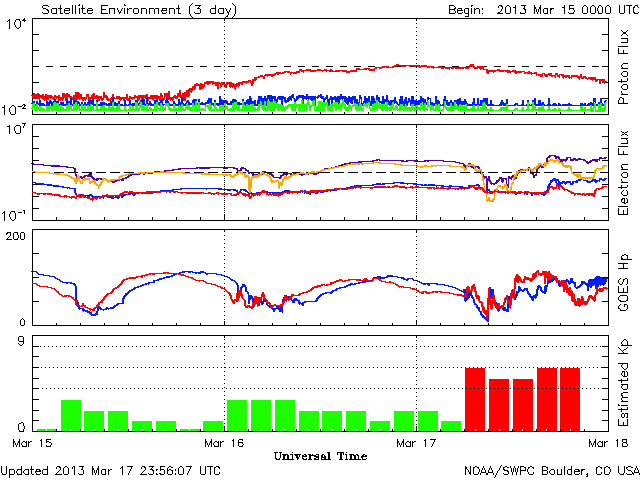 Satellite Environment (3 day) Begin: 2013 Mar 15 0000 UTC
10^4
Proton Flux
10^-2
10^7
Electron Flux
10^-1
200
GOES Hp
0
9
Estimated Kp
0
Mar 15 Mar 16 Mar 17 Mar 18
Universal Time
Updated 2013 Mar 17 23:56:07 UTC NOAA/SWPC Boulder, CO USA